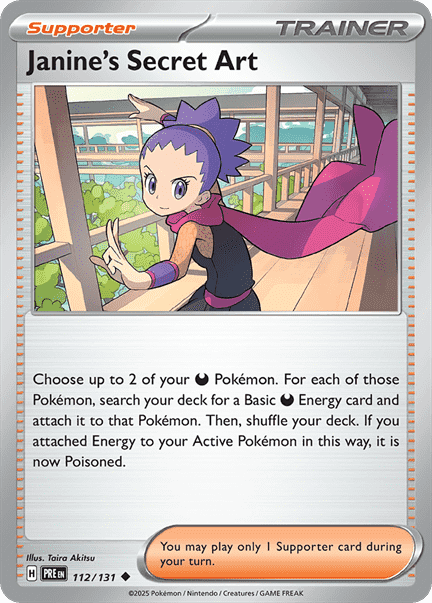 Supporter
TRAINER
Janine's Secret Art
Choose up to 2 of your Pokémon. For each of those
Pokémon, search your deck for a Basic Energy card and
attach it to that Pokémon. Then, shuffle your deck. If you
attached Energy to your Active Pokémon in this way, it is
now Poisoned.
Illus. Taira Akitsu
You may play only 1 Supporter card during
your turn.
H PRE EN 112/131
©2025 Pokémon / Nintendo / Creatures / GAME FREAK